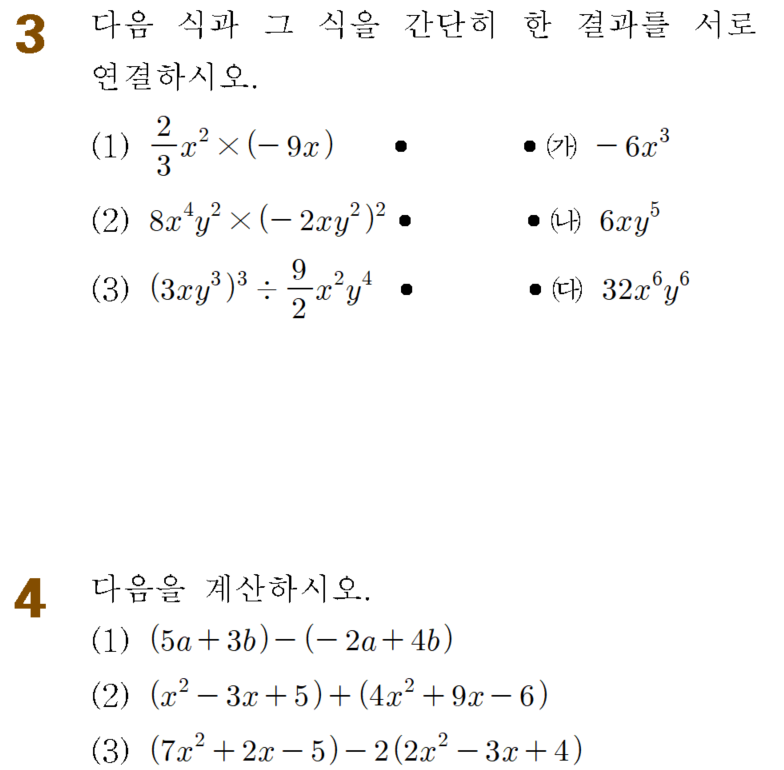 3 다음 식과 그 식을 간단히 한 결과를 서로
연결하시오.
(1) \frac{2}{3}x^2×(−9x) • • ㈎ −6x^3
(2) 8x^4y^2×(−2xy^2)^2 • • ㈏ 6xy^5
(3) (3xy^3)^3÷\frac{9}{2}x^2y^4 • • ㈐ 32x^6y^6
4 다음을 계산하시오.
(1) (5a+3b)−(−2a+4b)
(2) (x^2−3x+5)+(4x^2+9x−6)
(3) (7x^2+2x−5)−2(2x^2−3x+4)